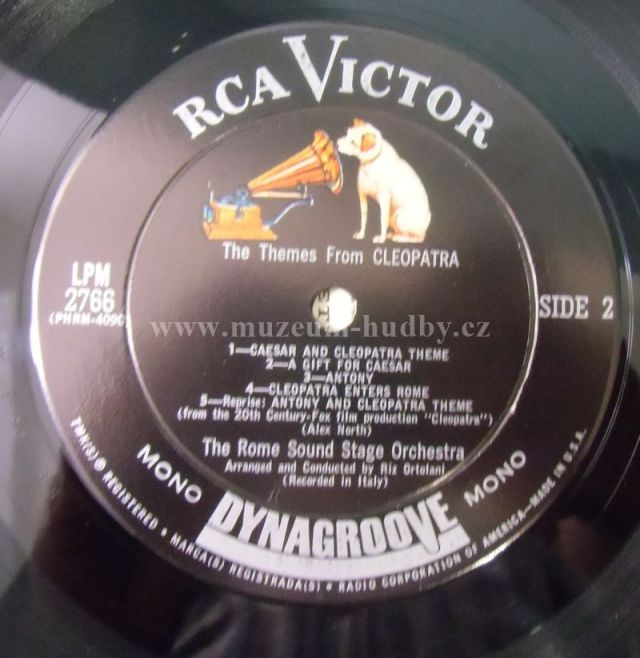 RCA VICTOR
The Themes From CLEOPATRA
LPM
2766
(PHRM-4090)
SIDE 2
www.muzeum-hudby.cz
1—CAESAR AND CLEOPATRA THEME
2—A GIFT FOR CAESAR
3—ANTONY
4—CLEOPATRA ENTERS ROME
5—Reprise: ANTONY AND CLEOPATRA THEME
(from the 20th Century-Fox film production "Cleopatra")
(Alex North)
The Rome Sound Stage Orchestra
Arranged and Conducted by Riz Ortolani
(Recorded in Italy)
MONO
DYNAGROOVE
MONO
TMK(S) ® REGISTERED • MARCA(S) REGISTRADA(S) • RADIO CORPORATION OF AMERICA—MADE IN U.S.A.